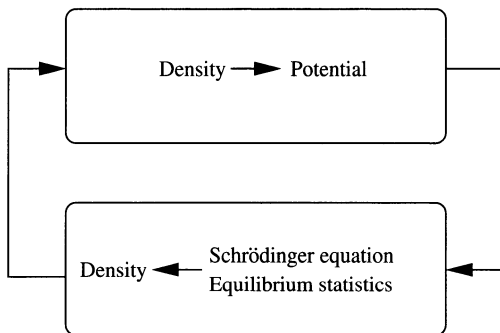 Density Potential
Density
Schrödinger equation
Equilibrium statistics